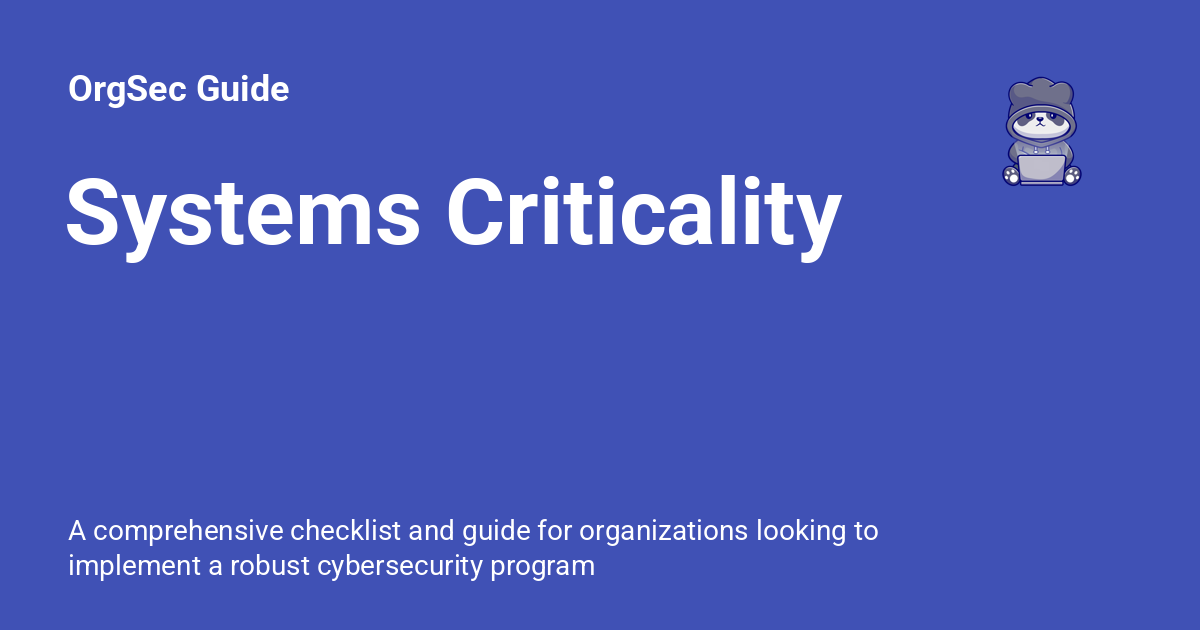 OrgSec Guide
Systems Criticality
A comprehensive checklist and guide for organizations looking to
implement a robust cybersecurity program